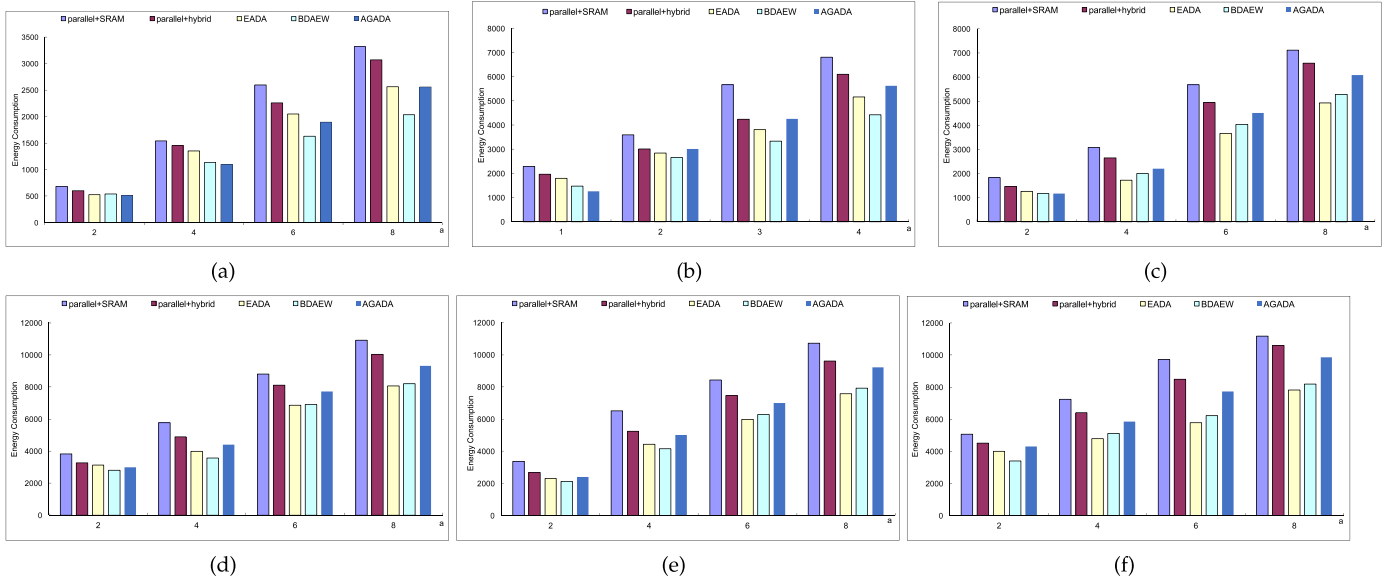 parallel+SRAM parallel+hybrid EADA BDAEW AGADA
Energy Consumption
3500
3000
2500
2000
1500
1000
500
0
2 4 6 8 a
(a)
parallel+SRAM parallel+hybrid EADA BDAEW AGADA
Energy Consumption
8000
7000
6000
5000
4000
3000
2000
1000
0
1 2 3 4 a
(b)
parallel+SRAM parallel+hybrid EADA BDAEW AGADA
Energy Consumption
8000
7000
6000
5000
4000
3000
2000
1000
0
2 4 6 8 a
(c)
parallel+SRAM parallel+hybrid EADA BDAEW AGADA
Energy Consumption
12000
10000
8000
6000
4000
2000
0
2 4 6 8 a
(d)
parallel+SRAM parallel+hybrid EADA BDAEW AGADA
Energy Consumption
12000
10000
8000
6000
4000
2000
0
2 4 6 8 a
(e)
parallel+SRAM parallel+hybrid EADA BDAEW AGADA
Energy Consumption
12000
10000
8000
6000
4000
2000
0
2 4 6 8 a
(f)